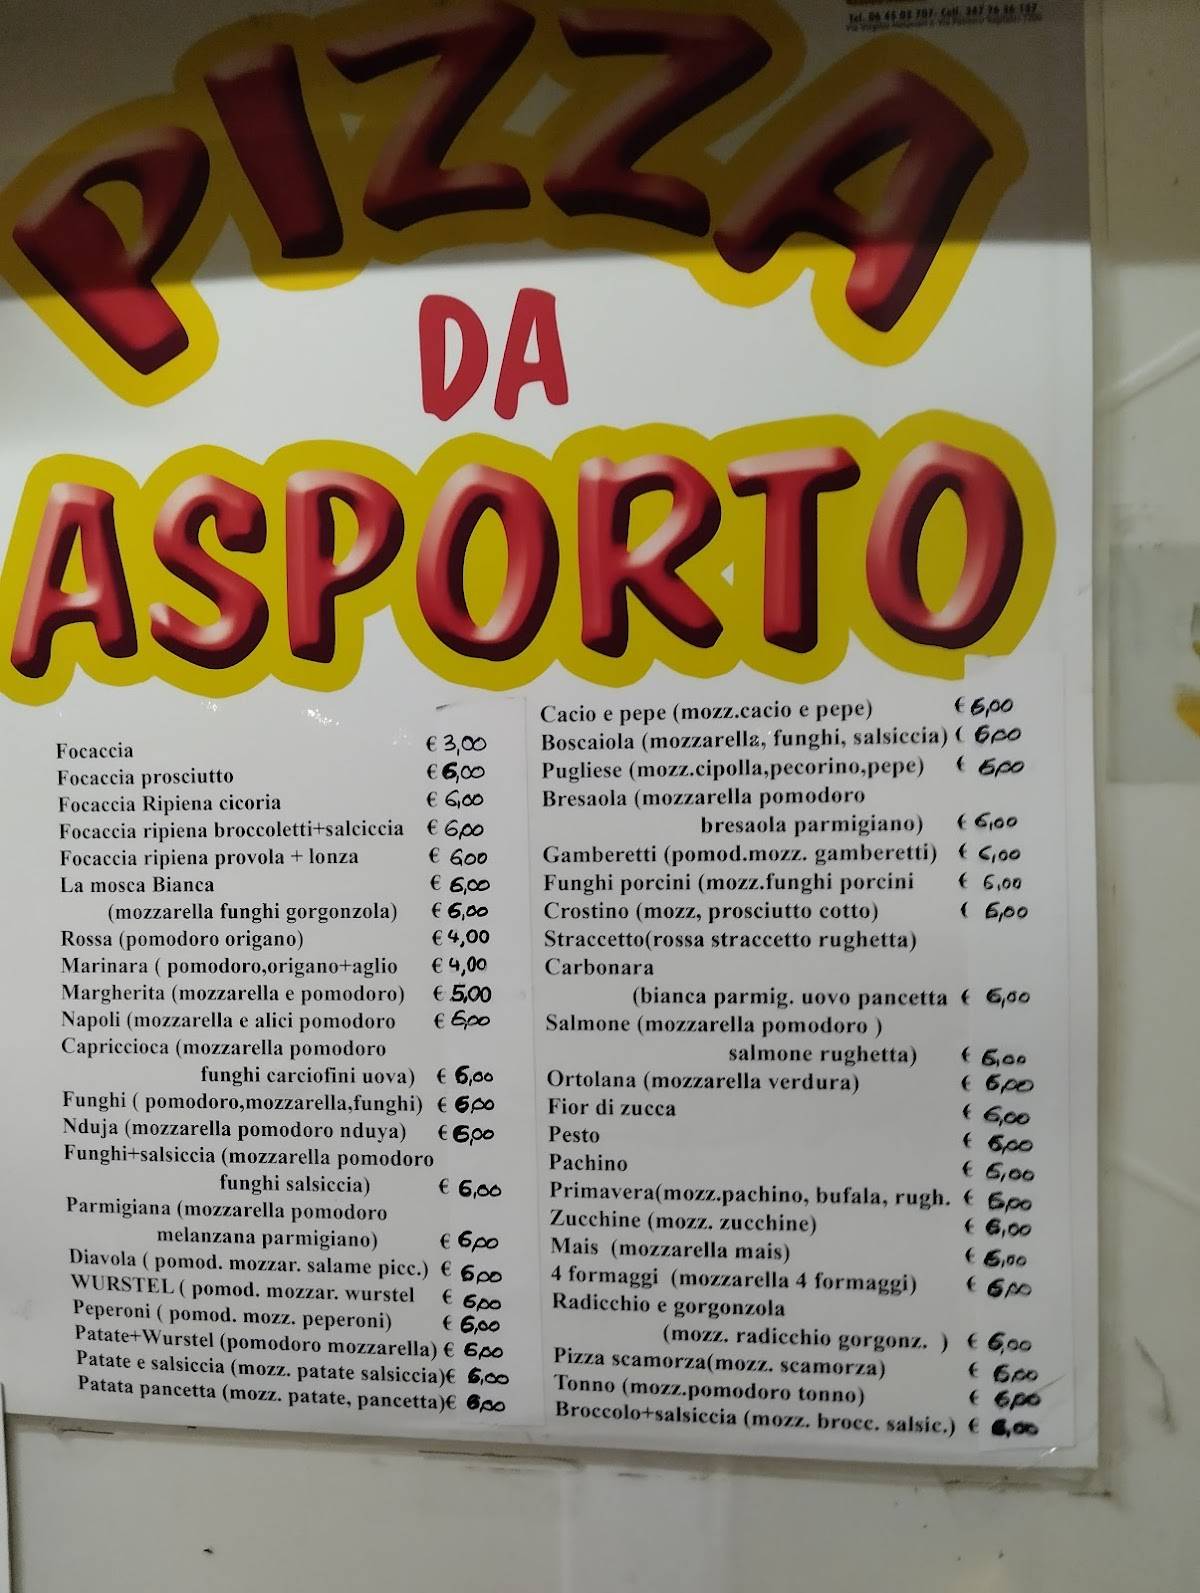 Tel. 06 45 03 707- Cell. 347 76 36 137
PIZZA
DA
ASPORTO
Focaccia € 3,00
Focaccia prosciutto € 6,00
Focaccia Ripiena cicoria € 6,00
Focaccia ripiena broccoletti+salciccia € 6,00
Focaccia ripiena provola + lonza € 600
La mosca Bianca € 6,00
(mozzarella funghi gorgonzola) € 6,00
Rossa (pomodoro origano) € 4,00
Marinara ( pomodoro,origano+aglio € 4,00
Margherita (mozzarella e pomodoro) € 5,00
Napoli (mozzarella e alici pomodoro € 6,00
Capriccioca (mozzarella pomodoro
funghi carciofini uova) € 6,00
Funghi ( pomodoro,mozzarella,funghi) € 6,00
Nduja (mozzarella pomodoro nduya) € 6,00
Funghi+salsiccia (mozzarella pomodoro
funghi salsiccia) € 6,00
Parmigiana (mozzarella pomodoro
melanzana parmigiano) € 6,00
Diavola ( pomod. mozzar. salame picc.) € 6,00
WURSTEL ( pomod. mozzar. wurstel € 6,00
Peperoni ( pomod. mozz. peperoni) € 6,00
Patate+Wurstel (pomodoro mozzarella) € 6,00
Patate e salsiccia (mozz. patate salsiccia)€ 6,00
Patata pancetta (mozz. patate, pancetta)€ 6,00
Cacio e pepe (mozz.cacio e pepe) € 6,00
Boscaiola (mozzarella, funghi, salsiccia) € 6,00
Pugliese (mozz.cipolla,pecorino,pepe) € 6,00
Bresaola (mozzarella pomodoro
bresaola parmigiano) € 6,00
Gamberetti (pomod.mozz. gamberetti) € 6,00
Funghi porcini (mozz.funghi porcini € 6,00
Crostino (mozz, prosciutto cotto) € 6,00
Straccetto(rossa straccetto rughetta)
Carbonara
(bianca parmig. uovo pancetta € 6,00
Salmone (mozzarella pomodoro )
salmone rughetta) € 6,00
Ortolana (mozzarella verdura) € 6,00
Fior di zucca € 6,00
Pesto € 6,00
Pachino € 6,00
Primavera(mozz.pachino, bufala, rugh. € 6,00
Zucchine (mozz. zucchine) € 6,00
Mais (mozzarella mais) € 6,00
4 formaggi (mozzarella 4 formaggi) € 6,00
Radicchio e gorgonzola
(mozz. radicchio gorgonz. ) € 6,00
Pizza scamorza(mozz. scamorza) € 6,00
Tonno (mozz.pomodoro tonno) € 6,00
Broccolo+salsiccia (mozz. brocc. salsic.) € 6,00